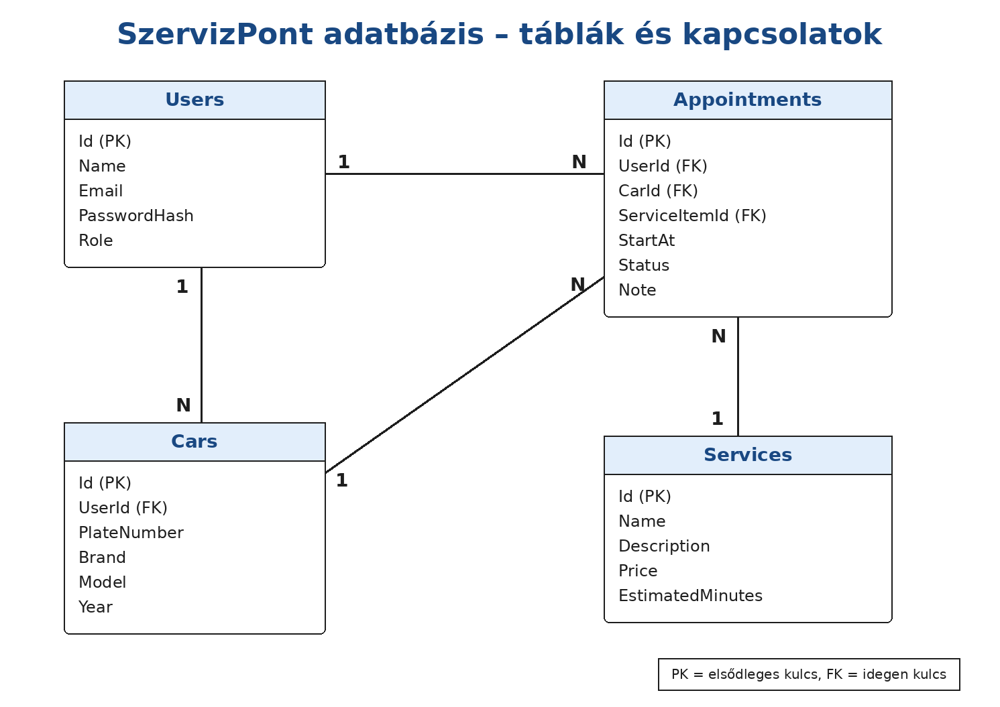 SzervizPont adatbázis – táblák és kapcsolatok
Users
Id (PK)
Name
Email
PasswordHash
Role
1
N
Appointments
Id (PK)
UserId (FK)
CarId (FK)
ServiceItemId (FK)
StartAt
Status
Note
1
N
N
1
N
1
Cars
Id (PK)
UserId (FK)
PlateNumber
Brand
Model
Year
Services
Id (PK)
Name
Description
Price
EstimatedMinutes
PK = elsődleges kulcs, FK = idegen kulcs